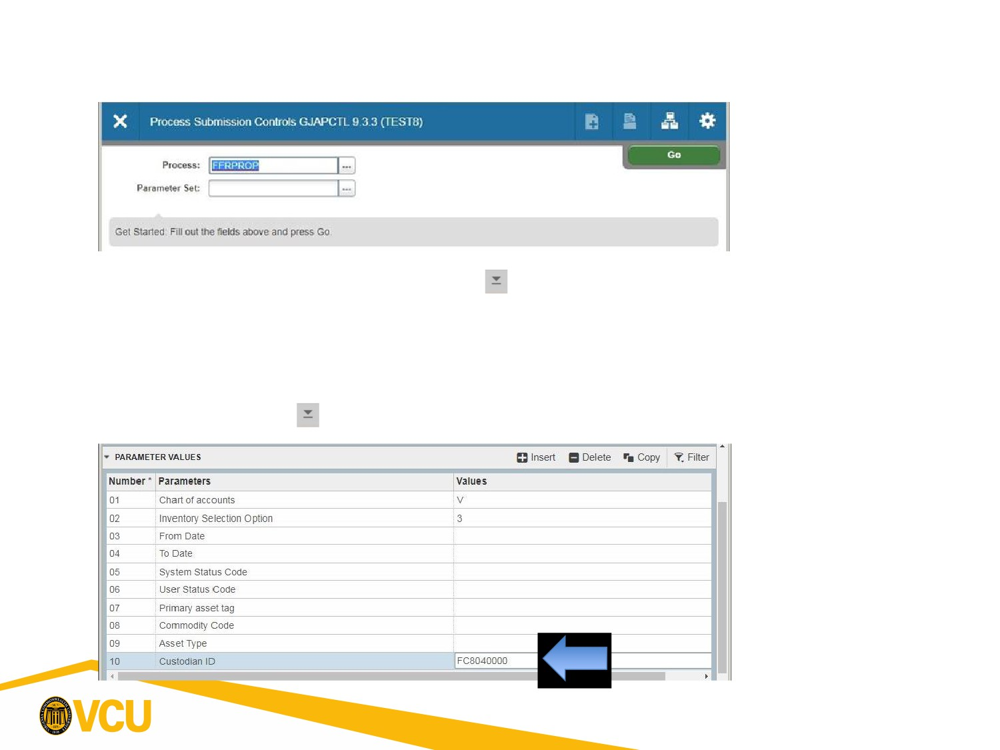 Process Submission Controls GJAPCTL 9.3.3 (TEST8)
Go
Process: FFRPROP ...
Parameter Set: ...
Get Started: Fill out the fields above and press Go.
PARAMETER VALUES Insert Delete Copy Filter
Number * Parameters Values
01 Chart of accounts V
02 Inventory Selection Option 3
03 From Date
04 To Date
05 System Status Code
06 User Status Code
07 Primary asset tag
08 Commodity Code
09 Asset Type
10 Custodian ID FC8040000
VCU